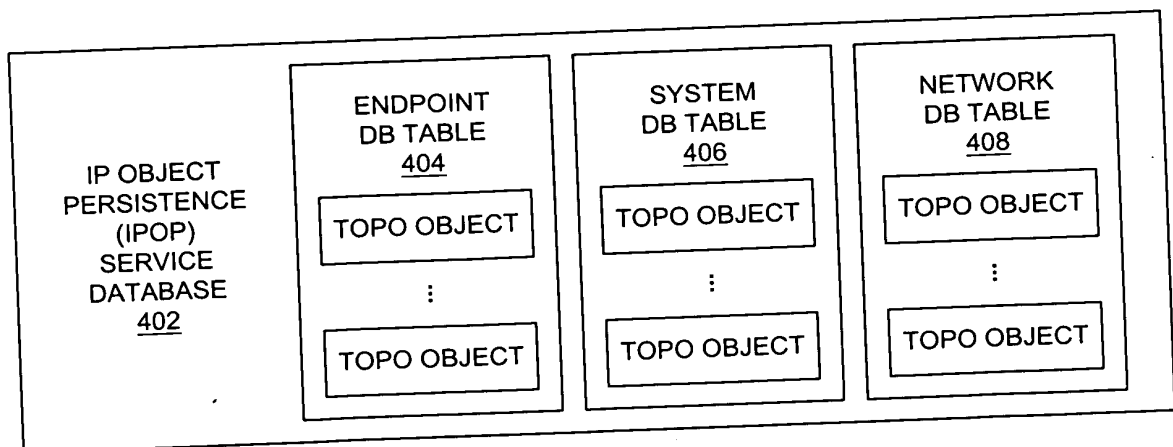 IP OBJECT
PERSISTENCE
(IPOP)
SERVICE
DATABASE
402
ENDPOINT
DB TABLE
404
TOPO OBJECT
⋮
TOPO OBJECT
SYSTEM
DB TABLE
406
TOPO OBJECT
⋮
TOPO OBJECT
NETWORK
DB TABLE
408
TOPO OBJECT
⋮
TOPO OBJECT